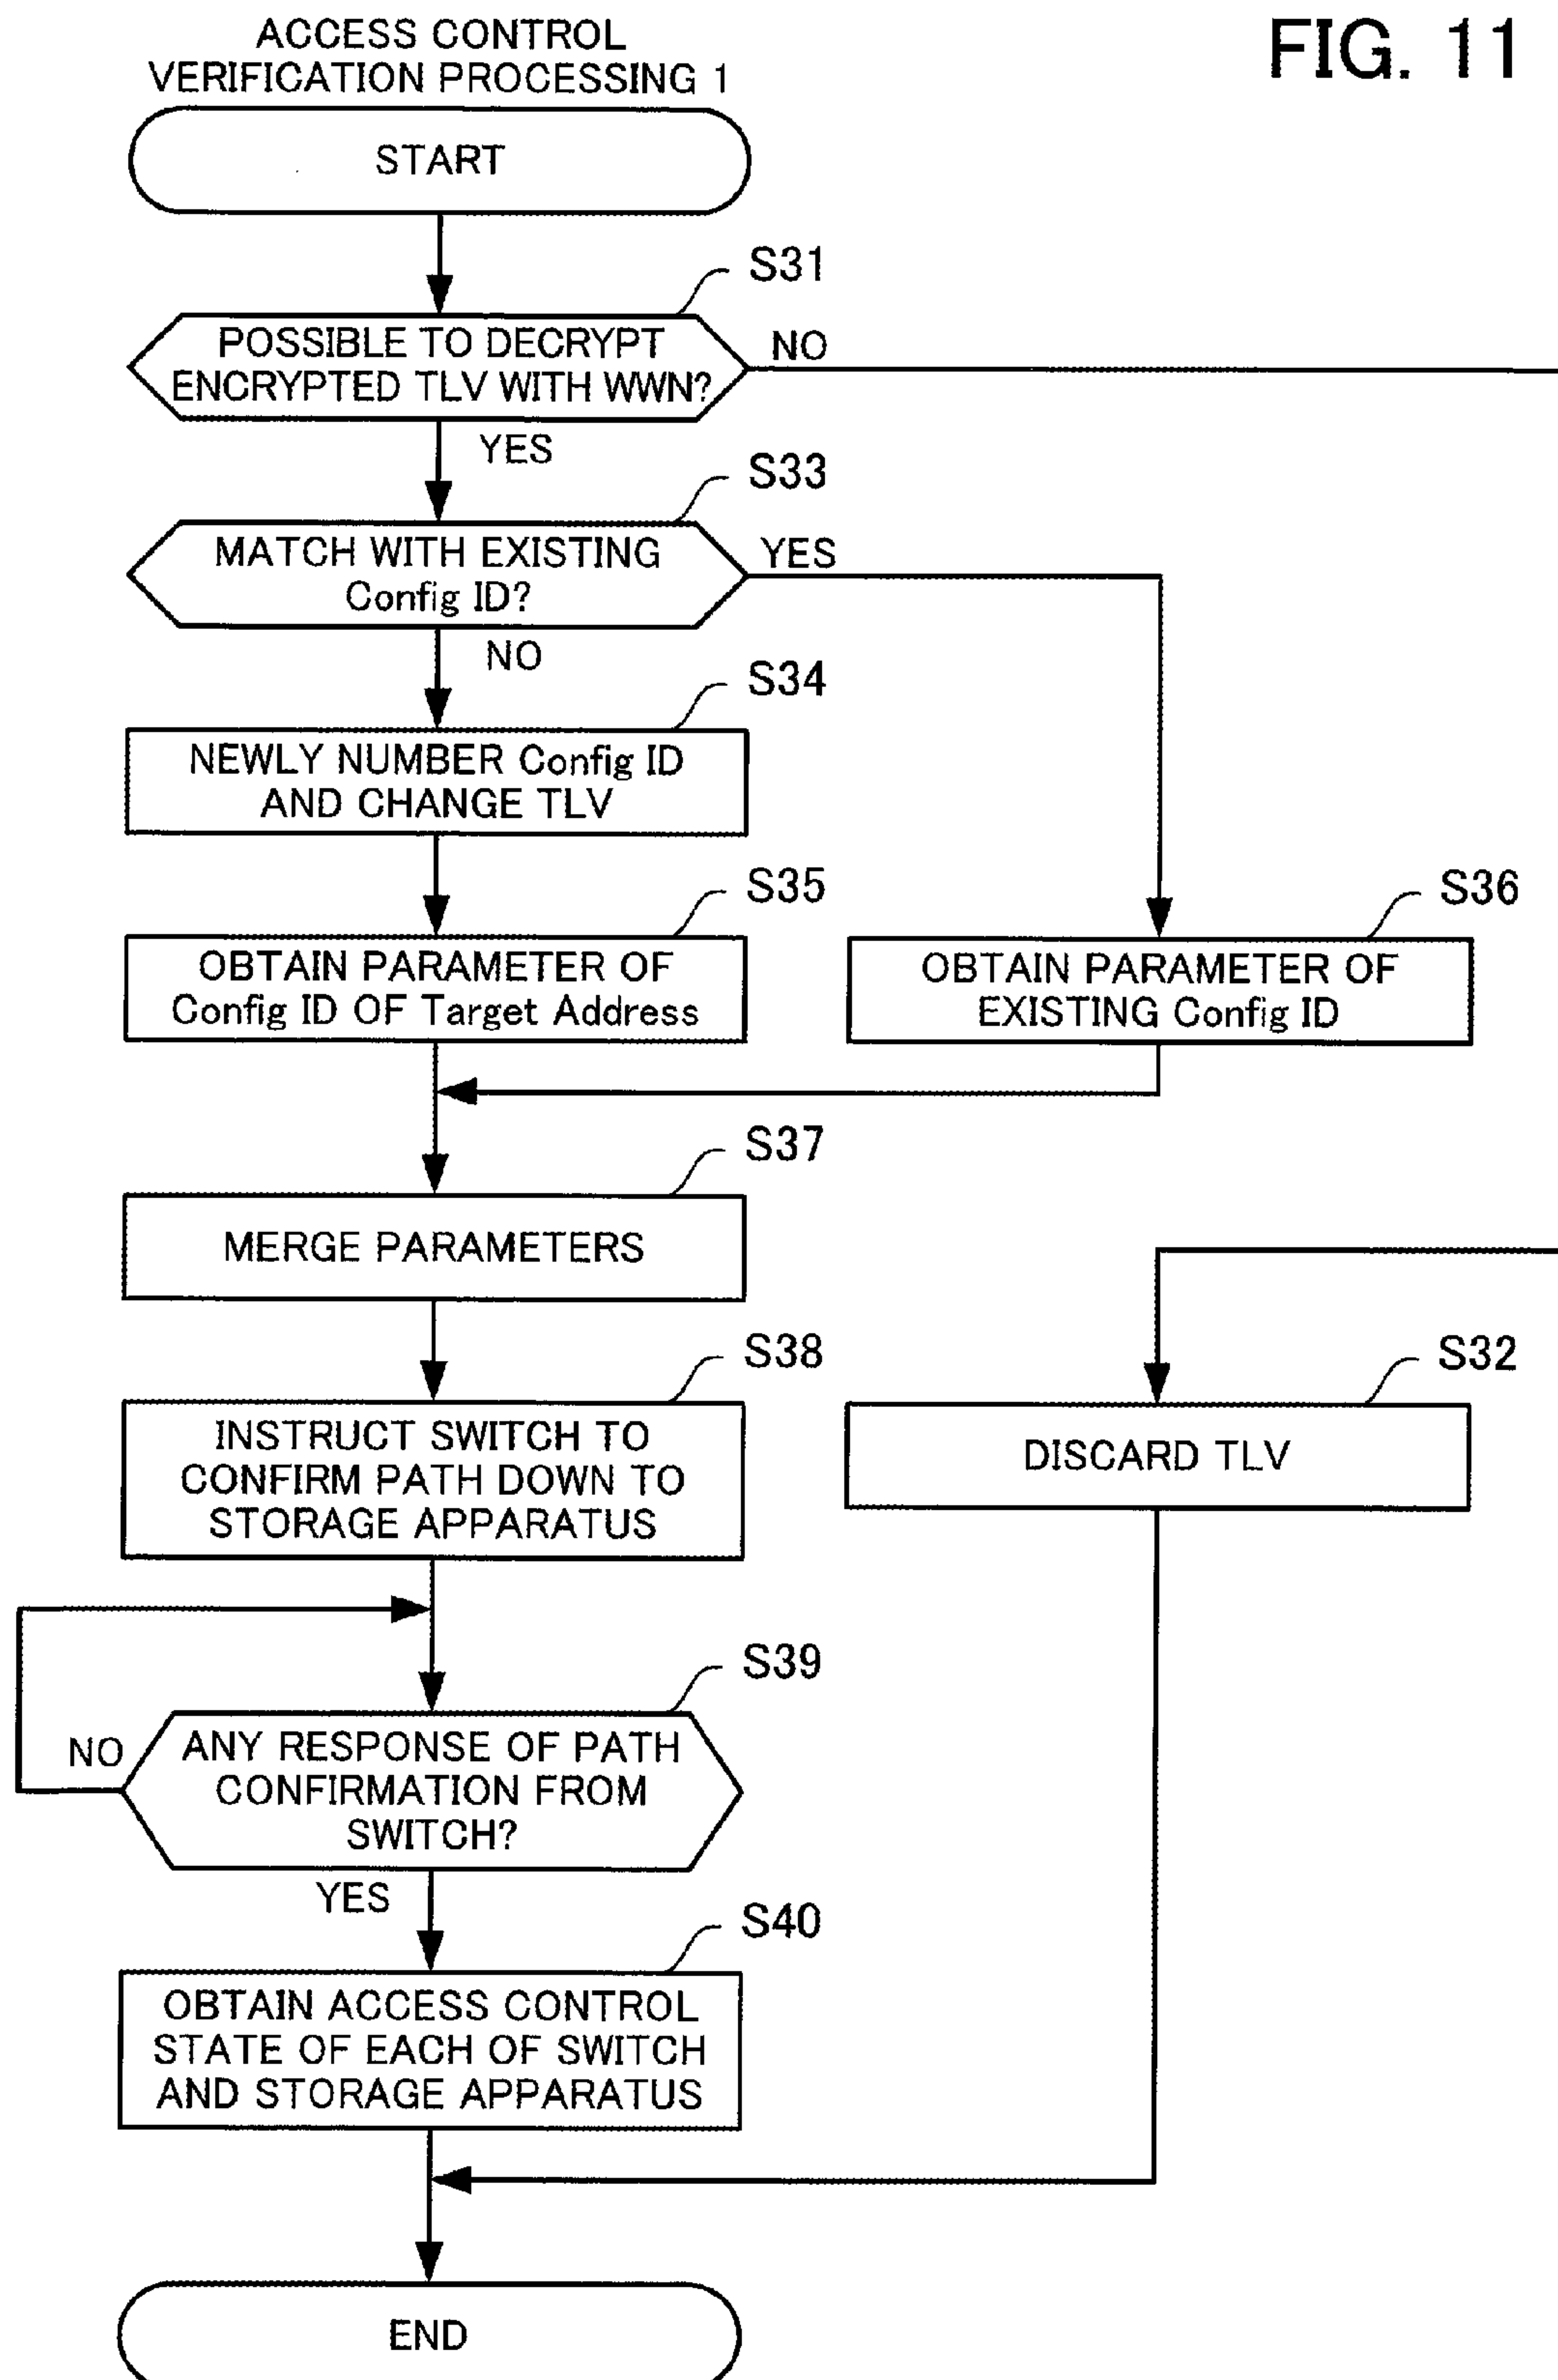 ACCESS CONTROL
VERIFICATION PROCESSING 1
FIG. 11
START
S31
POSSIBLE TO DECRYPT
ENCRYPTED TLV WITH WWN?
NO
YES
S33
MATCH WITH EXISTING
Config ID?
YES
NO
S34
NEWLY NUMBER Config ID
AND CHANGE TLV
S35
OBTAIN PARAMETER OF
Config ID OF Target Address
S36
OBTAIN PARAMETER OF
EXISTING Config ID
S37
MERGE PARAMETERS
S38
INSTRUCT SWITCH TO
CONFIRM PATH DOWN TO
STORAGE APPARATUS
S32
DISCARD TLV
S39
NO
ANY RESPONSE OF PATH
CONFIRMATION FROM
SWITCH?
YES
S40
OBTAIN ACCESS CONTROL
STATE OF EACH OF SWITCH
AND STORAGE APPARATUS
END